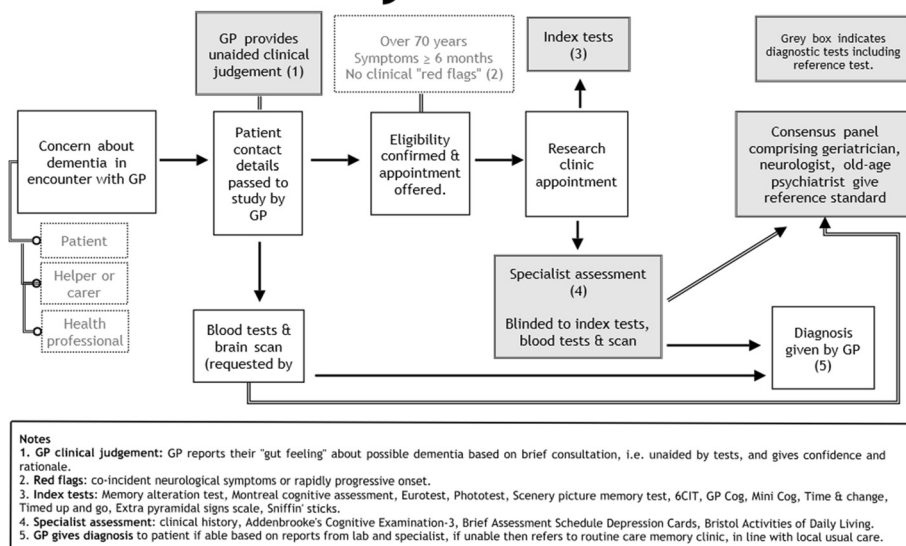 GP provides
unaided clinical
judgement (1)
Over 70 years
Symptoms ≥ 6 months
No clinical "red flags" (2)
Index tests
(3)
Grey box indicates
diagnostic tests including
reference test.
Concern about
dementia in
encounter with GP
Patient
contact
details
passed to
study by
GP
Eligibility
confirmed &
appointment
offered.
Research
clinic
appointment
Consensus panel
comprising geriatrician,
neurologist, old-age
psychiatrist give
reference standard
Patient
Helper or
carer
Health
professional
Blood tests &
brain scan
(requested by
Specialist assessment
(4)
Blinded to index tests,
blood tests & scan
Diagnosis
given by GP
(5)
Notes
1. GP clinical judgement: GP reports their "gut feeling" about possible dementia based on brief consultation, i.e. unaided by tests, and gives confidence and
rationale.
2. Red flags: co-incident neurological symptoms or rapidly progressive onset.
3. Index tests: Memory alteration test, Montreal cognitive assessment, Eurotest, Phototest, Scenery picture memory test, 6CIT, GP Cog, Mini Cog, Time & change,
Timed up and go, Extra pyramidal signs scale, Sniffin' sticks.
4. Specialist assessment: clinical history, Addenbrooke's Cognitive Examination-3, Brief Assessment Schedule Depression Cards, Bristol Activities of Daily Living.
5. GP gives diagnosis to patient if able based on reports from lab and specialist, if unable then refers to routine care memory clinic, in line with local usual care.